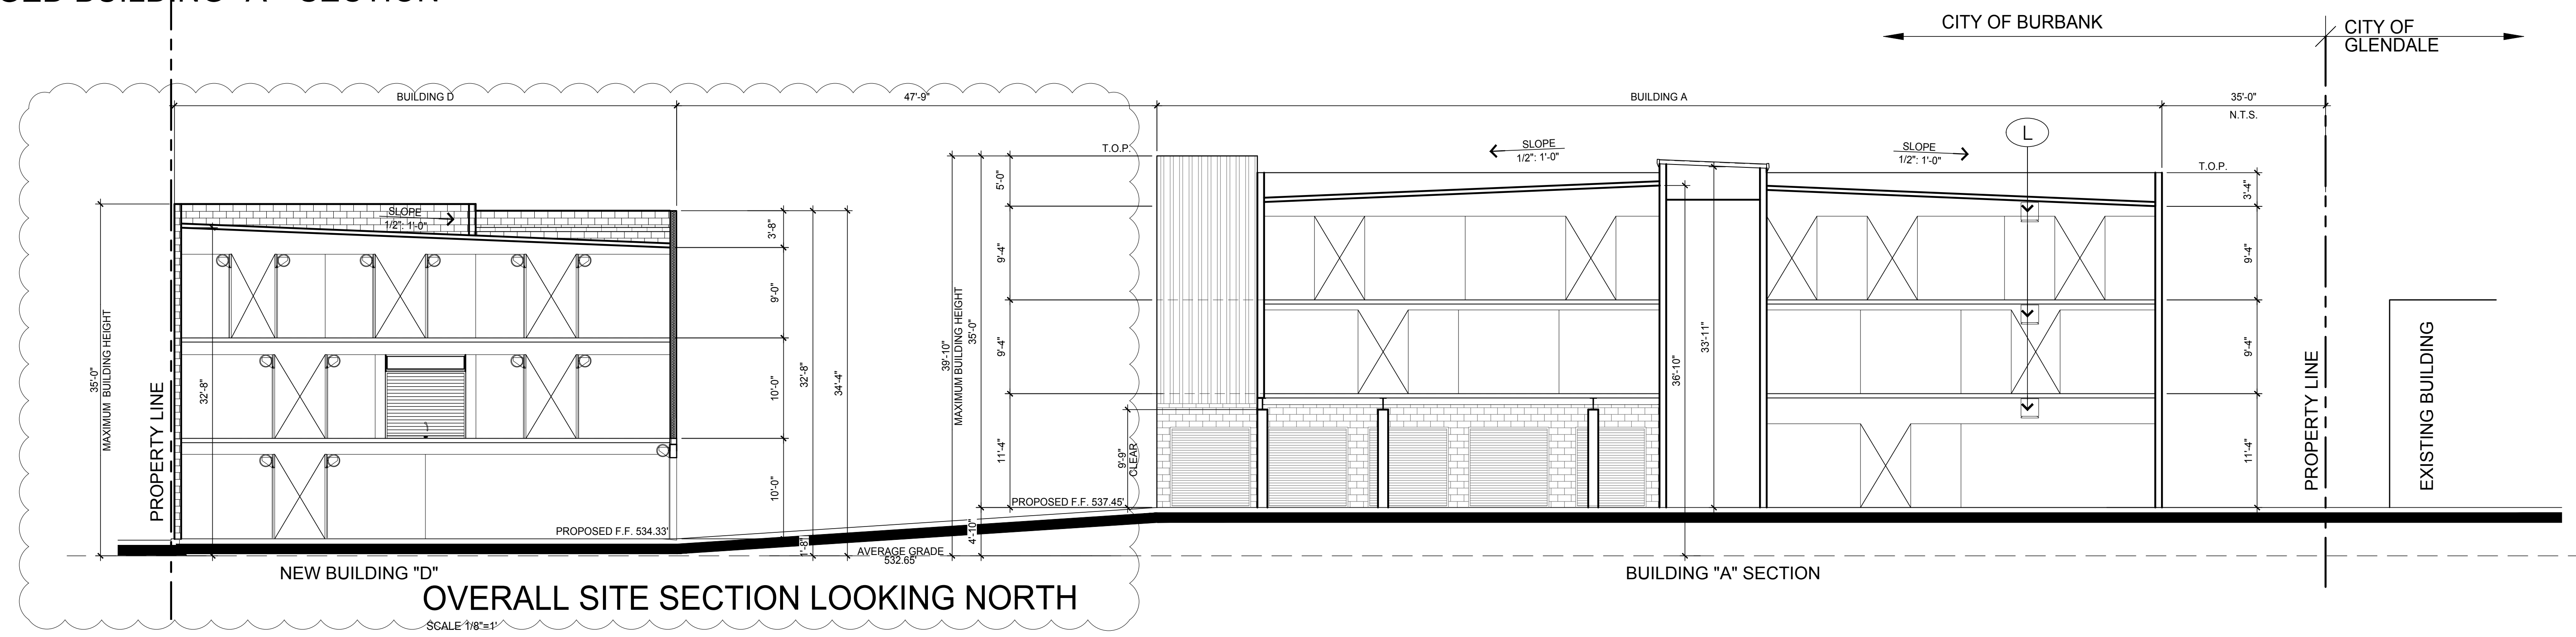 CITY OF BURBANK
CITY OF
GLENDALE
BUILDING D
47'-9"
BUILDING A
35'-0"
N.T.S.
L
T.O.P.
SLOPE
1/2": 1'-0"
SLOPE
1/2": 1'-0"
T.O.P.
SLOPE
1/2": 1'-0"
35'-0"
MAXIMUM BUILDING HEIGHT
PROPERTY LINE
32'-8"
3'-8"
9'-0"
10'-0"
10'-0"
32'-8"
34'-4"
39'-10"
MAXIMUM BUILDING HEIGHT
35'-0"
5'-0"
9'-4"
9'-4"
11'-4"
9'-9"
CLEAR
36'-10"
33'-11"
3'-4"
9'-4"
9'-4"
11'-4"
PROPERTY LINE
EXISTING BUILDING
PROPOSED F.F. 537.45'
PROPOSED F.F. 534.33'
1'-8"
4'-10"
AVERAGE GRADE
532.65'
NEW BUILDING "D"
BUILDING "A" SECTION
OVERALL SITE SECTION LOOKING NORTH
SCALE 1/8"=1'